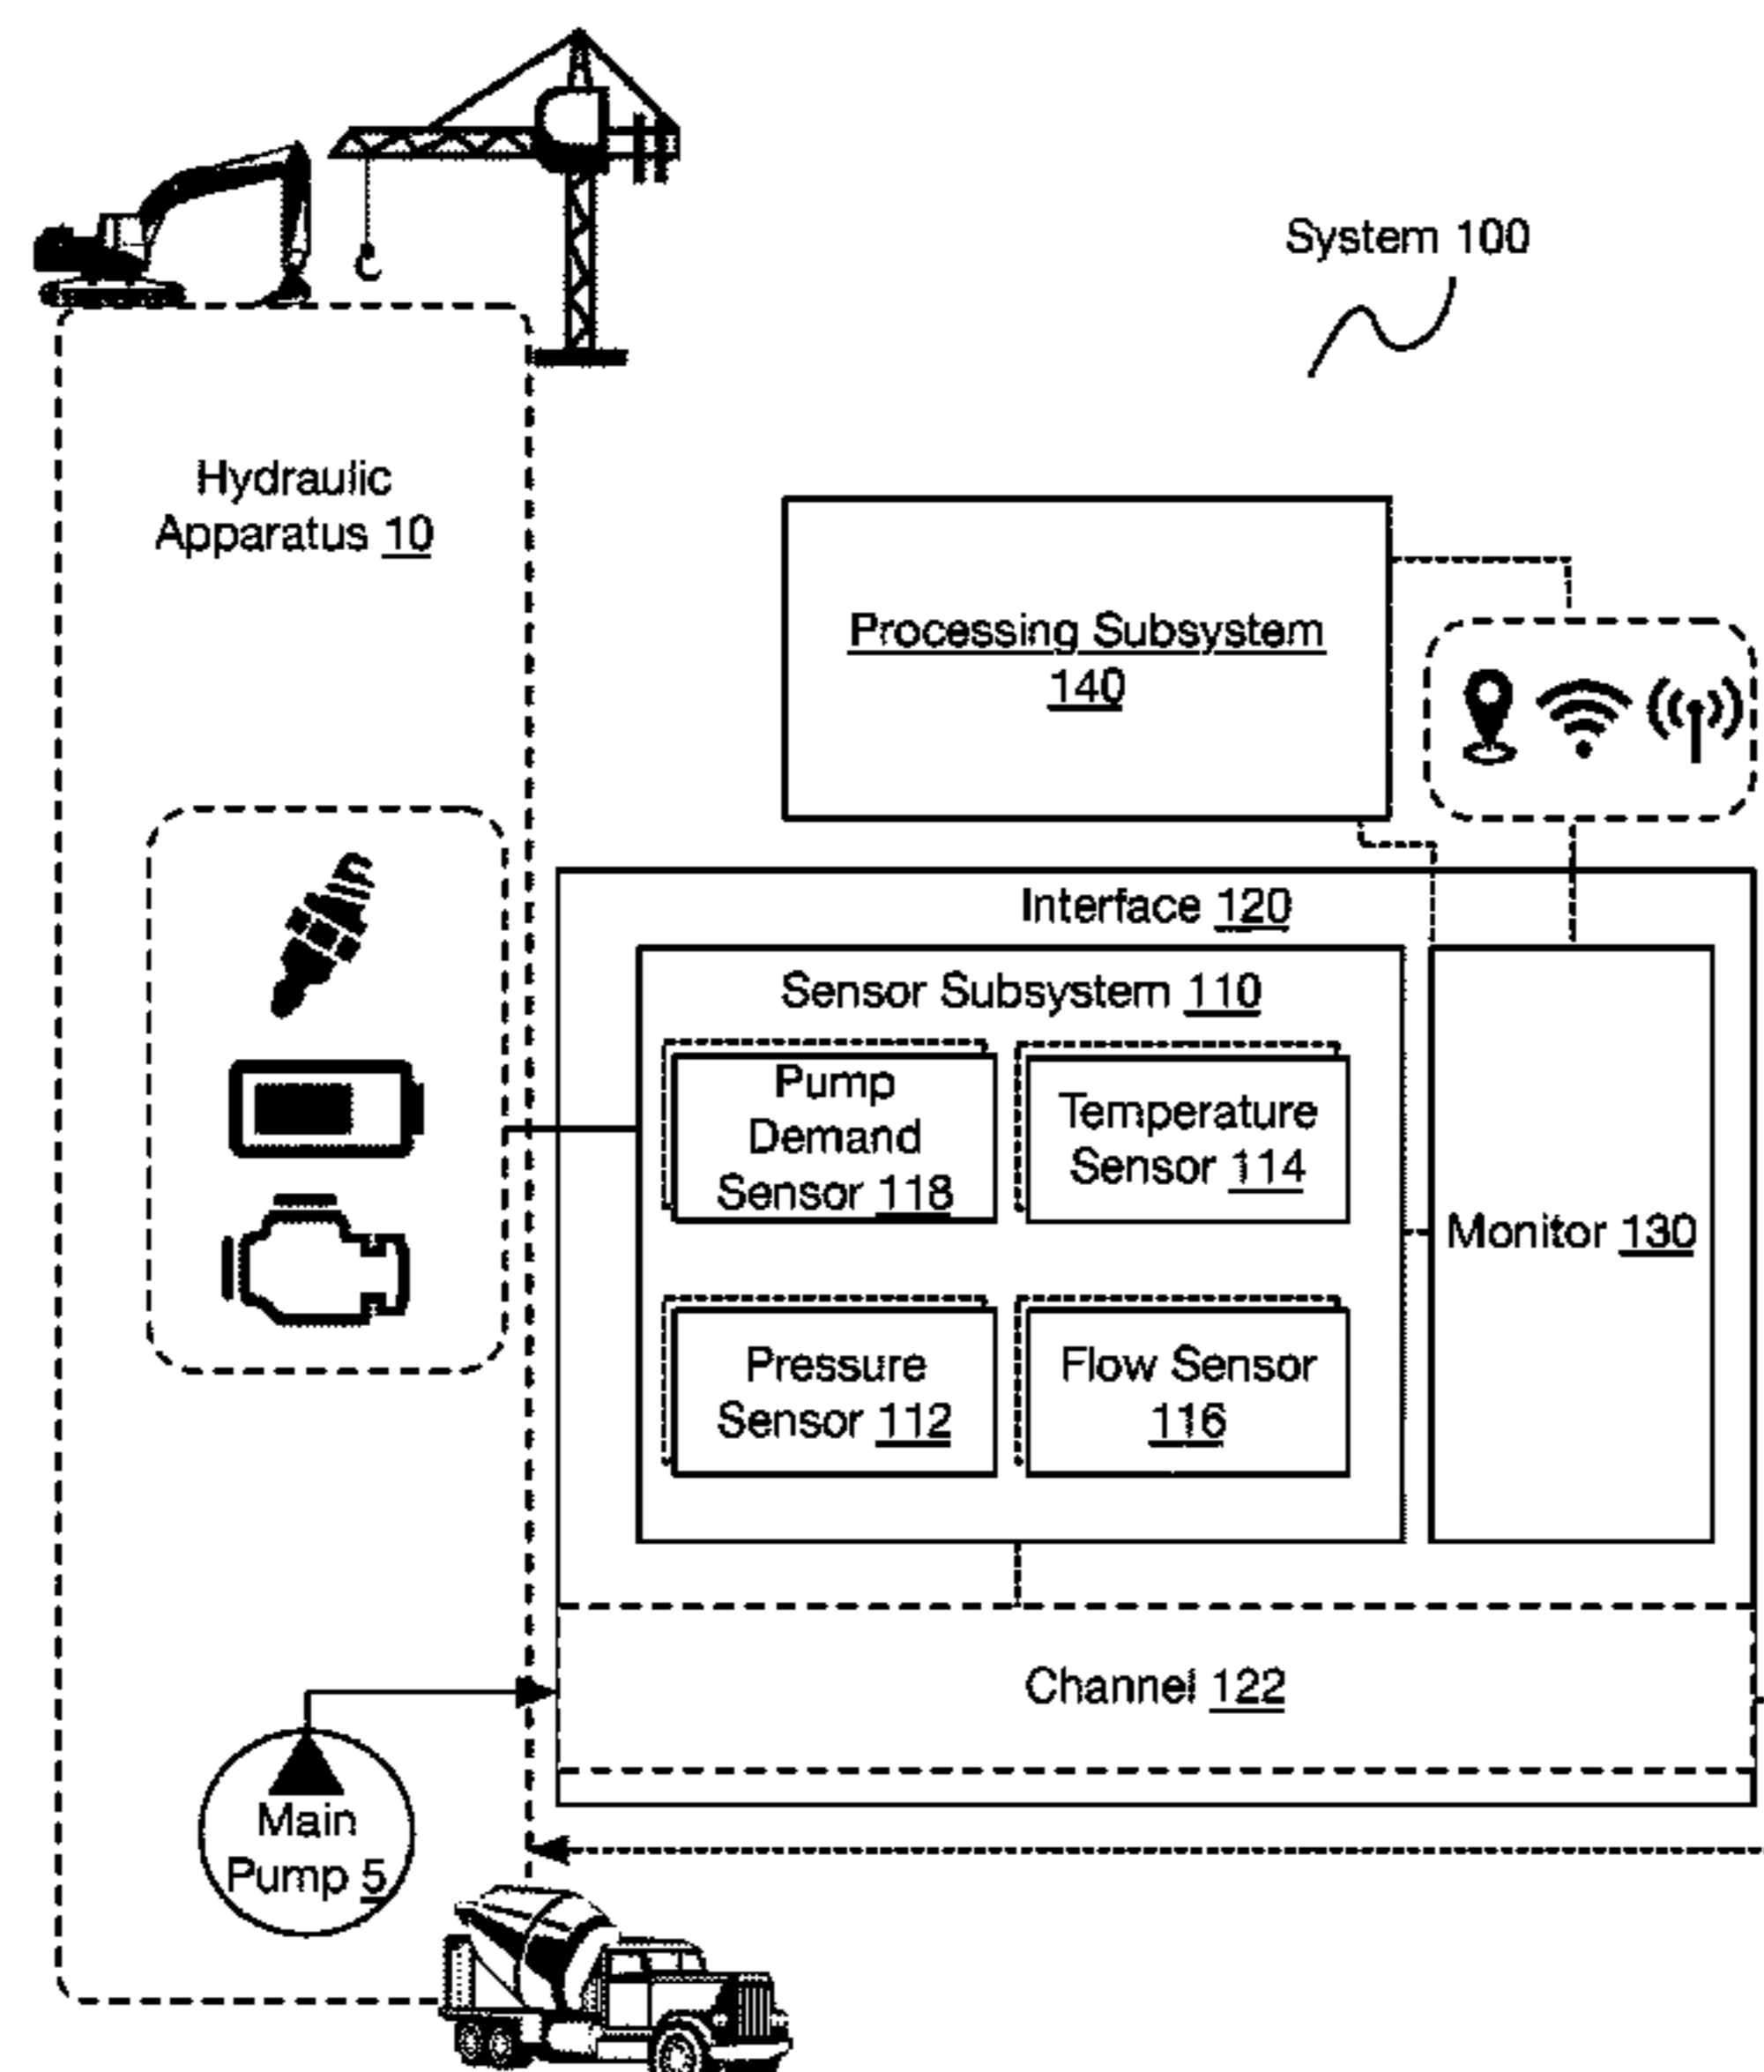 System 100
Hydraulic
Apparatus 10
Processing Subsystem
140
Interface 120
Sensor Subsystem 110
Pump
Demand
Sensor 118
Temperature
Sensor 114
Monitor 130
Pressure
Sensor 112
Flow Sensor
116
Channel 122
Main
Pump 5